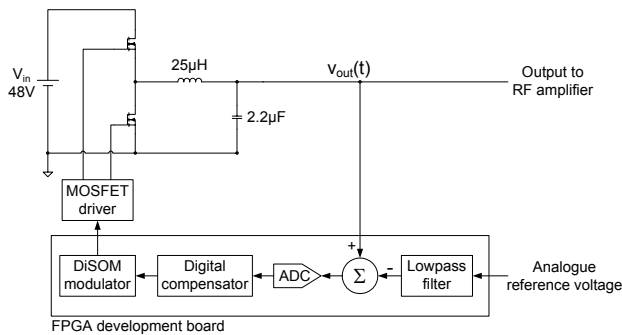 25µH
v_out(t)
V_in
48V
2.2µF
Output to
RF amplifier
MOSFET
driver
+
DiSOM
modulator
Digital
compensator
ADC
Σ
-
Lowpass
filter
Analogue
reference voltage
FPGA development board